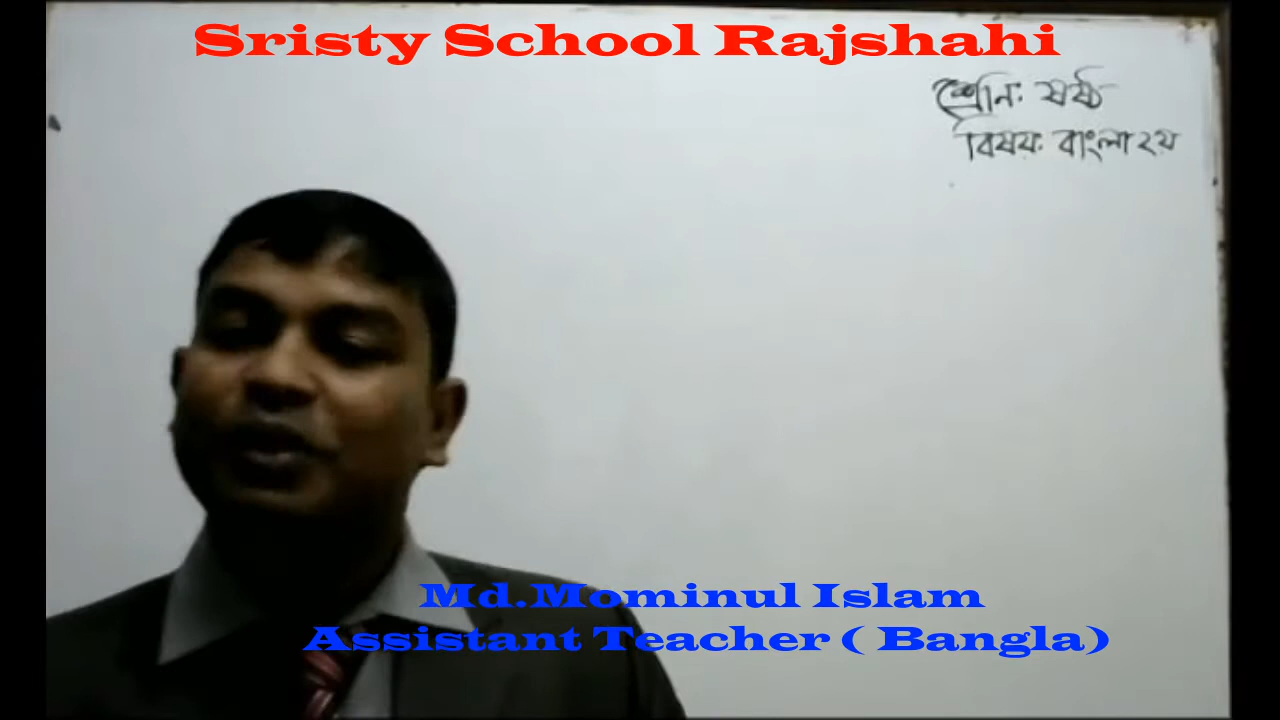 Sristy School Rajshahi
শ্রেনি: ষষ্ঠ
বিষয়: বাংলা ২য়
Md.Mominul Islam
Assistant Teacher ( Bangla)